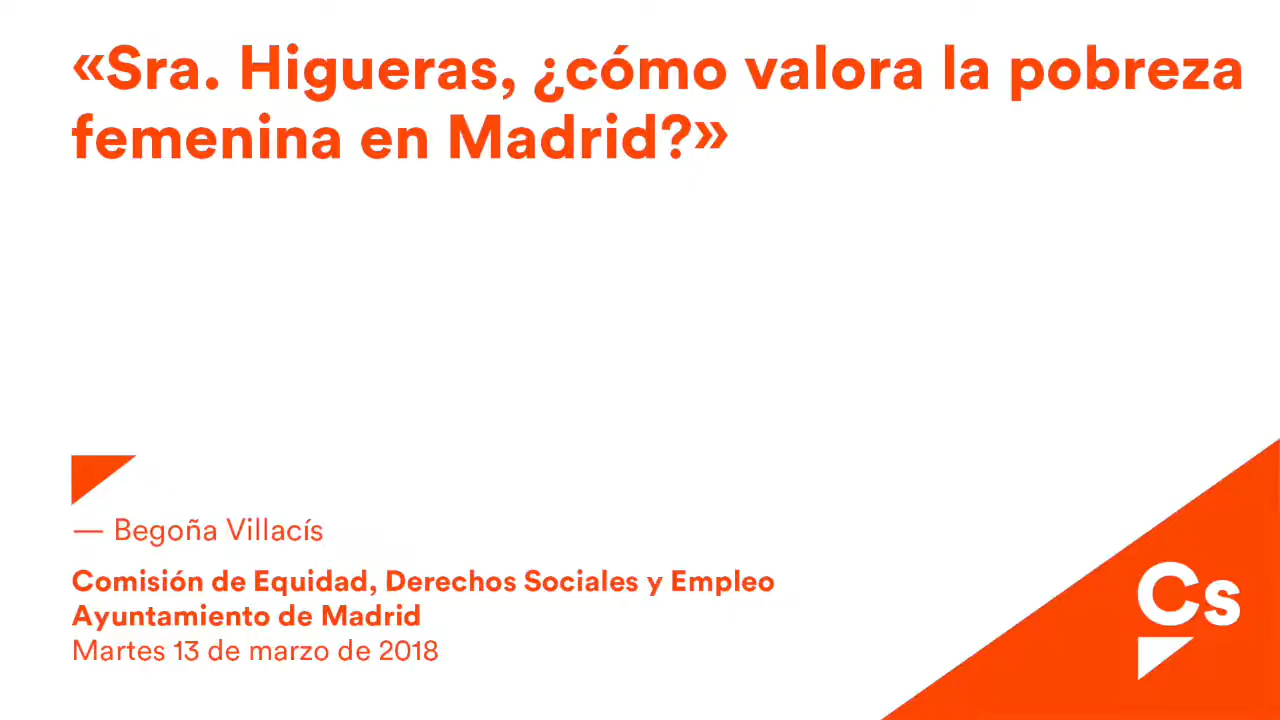 «Sra. Higueras, ¿cómo valora la pobreza
femenina en Madrid?»
— Begoña Villacís
Comisión de Equidad, Derechos Sociales y Empleo
Ayuntamiento de Madrid
Martes 13 de marzo de 2018
Cs